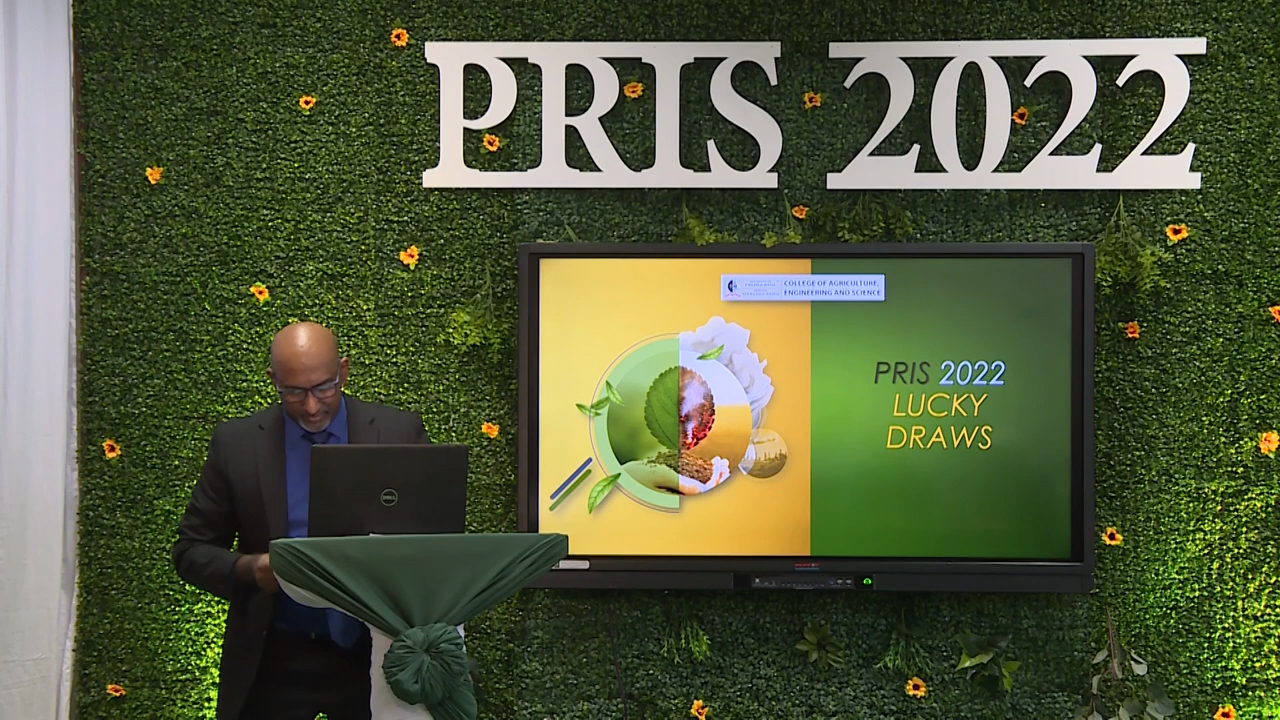 PRIS 2022
COLLEGE OF AGRICULTURE,
ENGINEERING AND SCIENCE
PRIS 2022
LUCKY
DRAWS
DELL